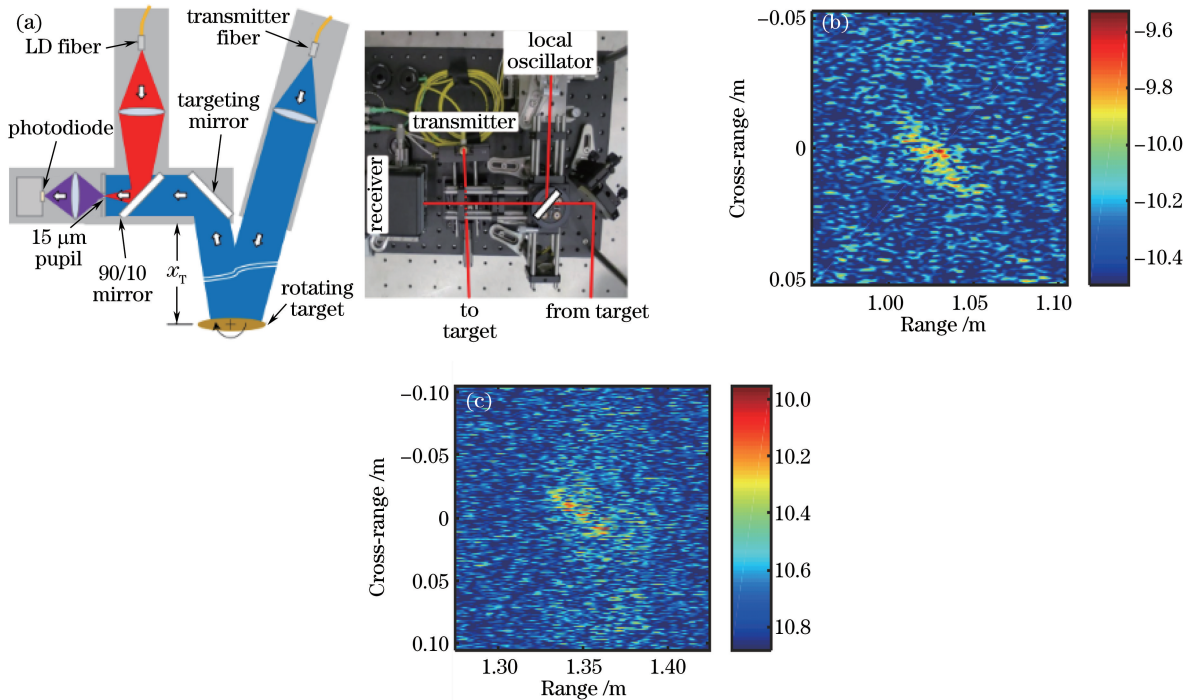 (a)
LD fiber
transmitter
fiber
targeting
mirror
photodiode
15 μm
pupil
90/10
mirror
x_T
rotating
target
local
oscillator
transmitter
receiver
to
target
from target
(b)
Cross-range /m
−0.05
0
0.05
1.00
1.05
1.10
Range /m
−9.6
−9.8
−10.0
−10.2
−10.4
(c)
Cross-range /m
−0.10
−0.05
0
0.05
0.10
1.30
1.35
1.40
Range /m
10.0
10.2
10.4
10.6
10.8